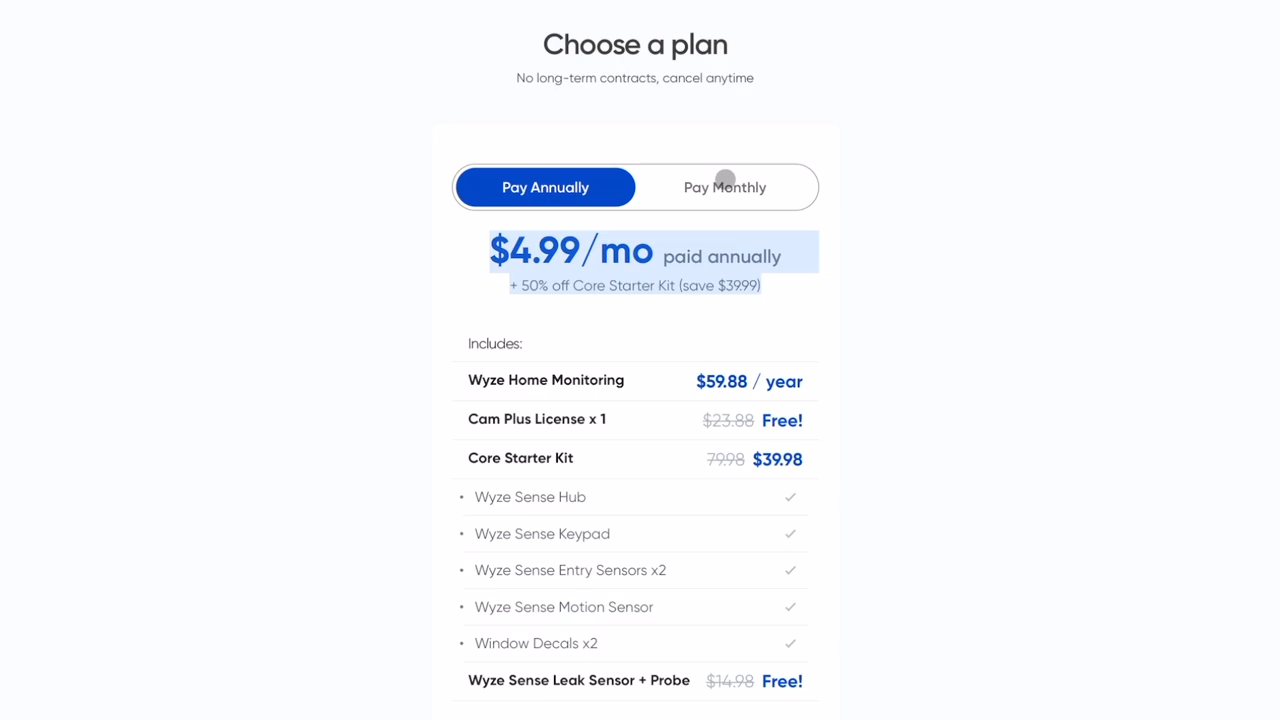 Choose a plan
No long-term contracts, cancel anytime
Pay Annually
Pay Monthly
$4.99/mo paid annually
+ 50% off Core Starter Kit (save $39.99)
Includes:
Wyze Home Monitoring $59.88 / year
Cam Plus License x 1 $23.88 Free!
Core Starter Kit 79.98 $39.98
• Wyze Sense Hub
• Wyze Sense Keypad
• Wyze Sense Entry Sensors x2
• Wyze Sense Motion Sensor
• Window Decals x2
Wyze Sense Leak Sensor + Probe $14.98 Free!